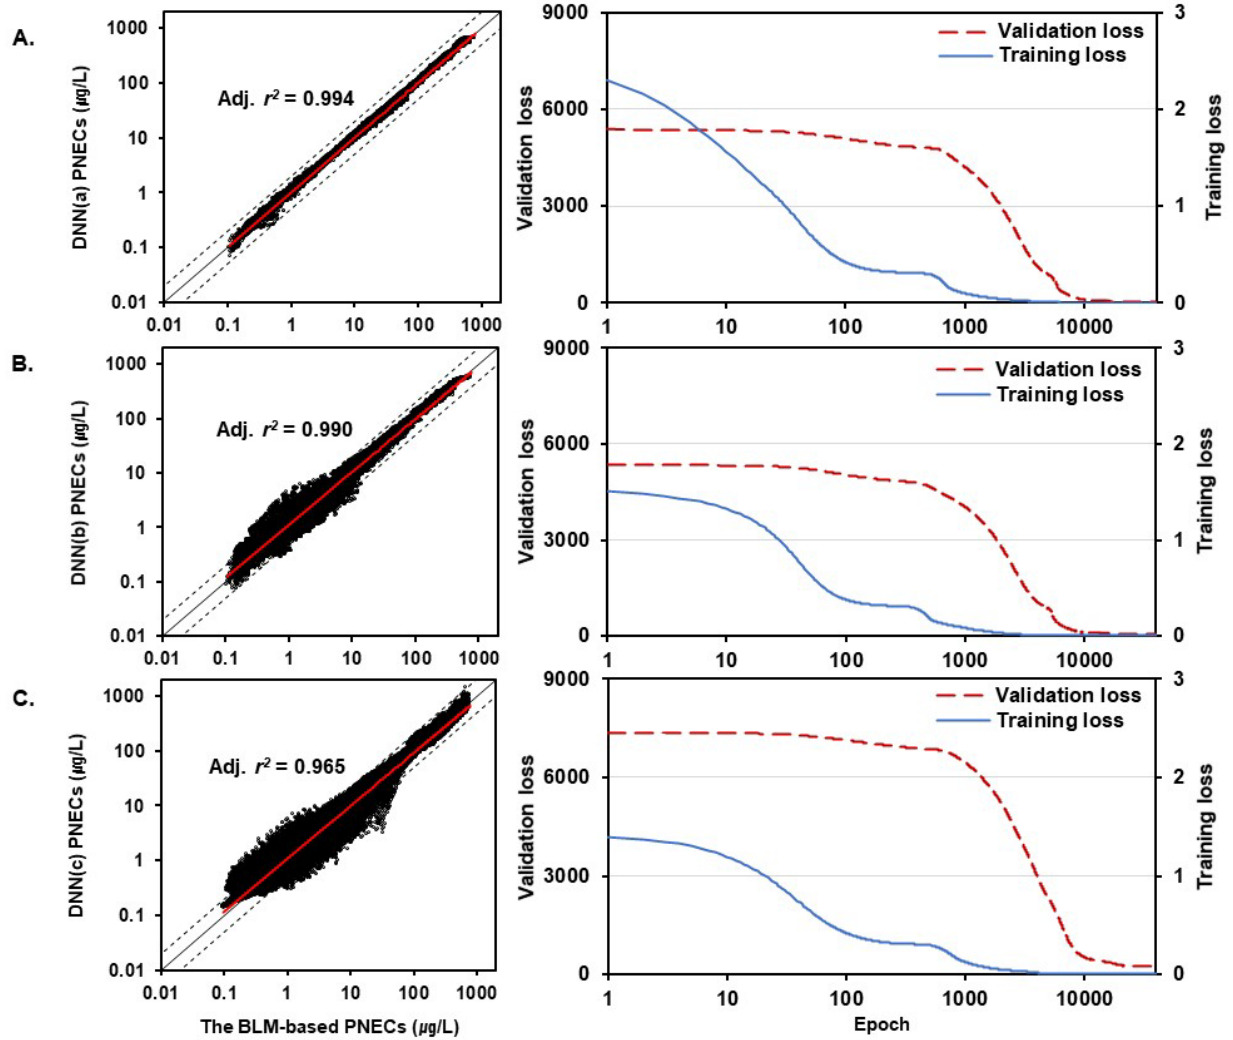 A.
DNN(a) PNECs (㎍/L)
1000
100
10
1
0.1
0.01
Adj. r² = 0.994
0.01 0.1 1 10 100 1000
Validation loss
9000
6000
3000
0
Validation loss
Training loss
3
2
1
0
Training loss
1 10 100 1000 10000
B.
DNN(b) PNECs (㎍/L)
1000
100
10
1
0.1
0.01
Adj. r² = 0.990
0.01 0.1 1 10 100 1000
Validation loss
9000
6000
3000
0
Validation loss
Training loss
3
2
1
0
Training loss
1 10 100 1000 10000
C.
DNN(c) PNECs (㎍/L)
1000
100
10
1
0.1
0.01
Adj. r² = 0.965
0.01 0.1 1 10 100 1000
The BLM-based PNECs (㎍/L)
Validation loss
9000
6000
3000
0
Validation loss
Training loss
3
2
1
0
Training loss
1 10 100 1000 10000
Epoch